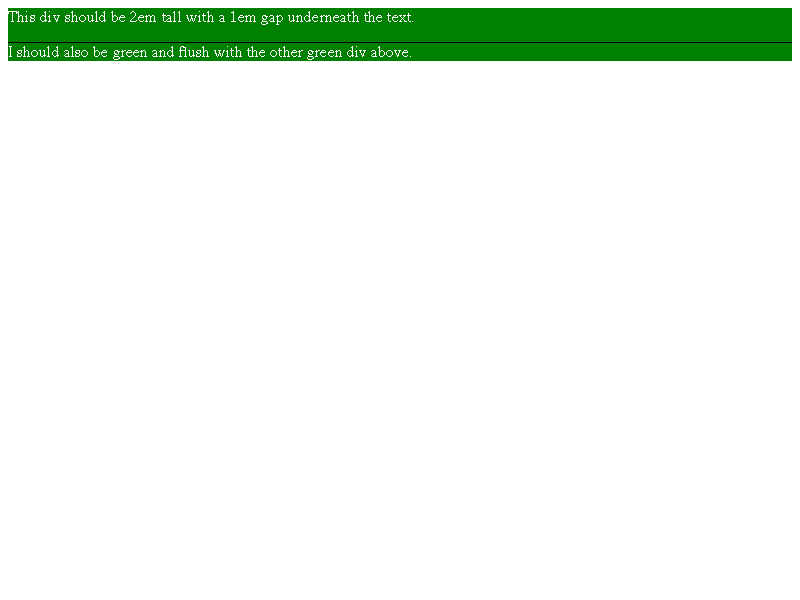 This div should be 2em tall with a 1em gap underneath the text.
I should also be green and flush with the other green div above.